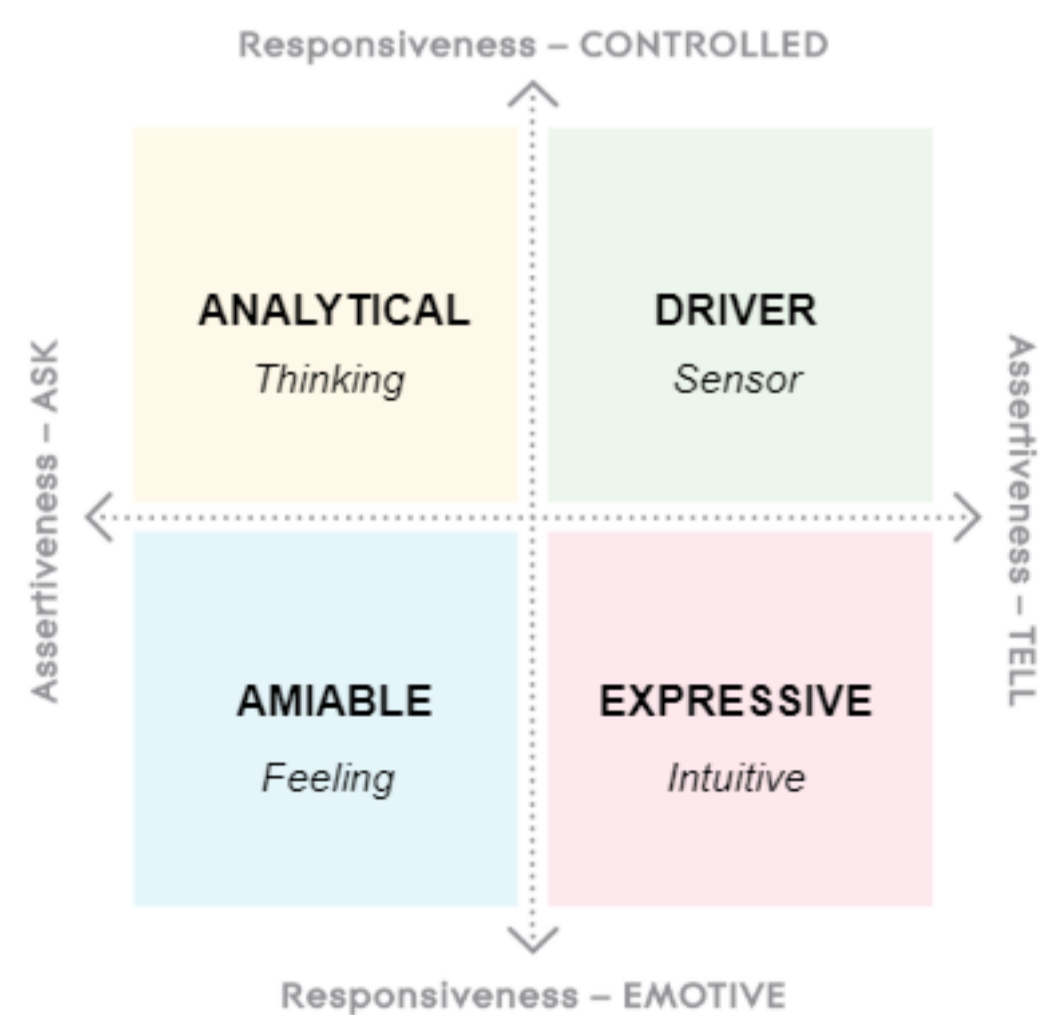 Responsiveness – CONTROLLED
ANALYTICAL
Thinking
DRIVER
Sensor
Assertiveness – ASK
Assertiveness – TELL
AMIABLE
Feeling
EXPRESSIVE
Intuitive
Responsiveness – EMOTIVE